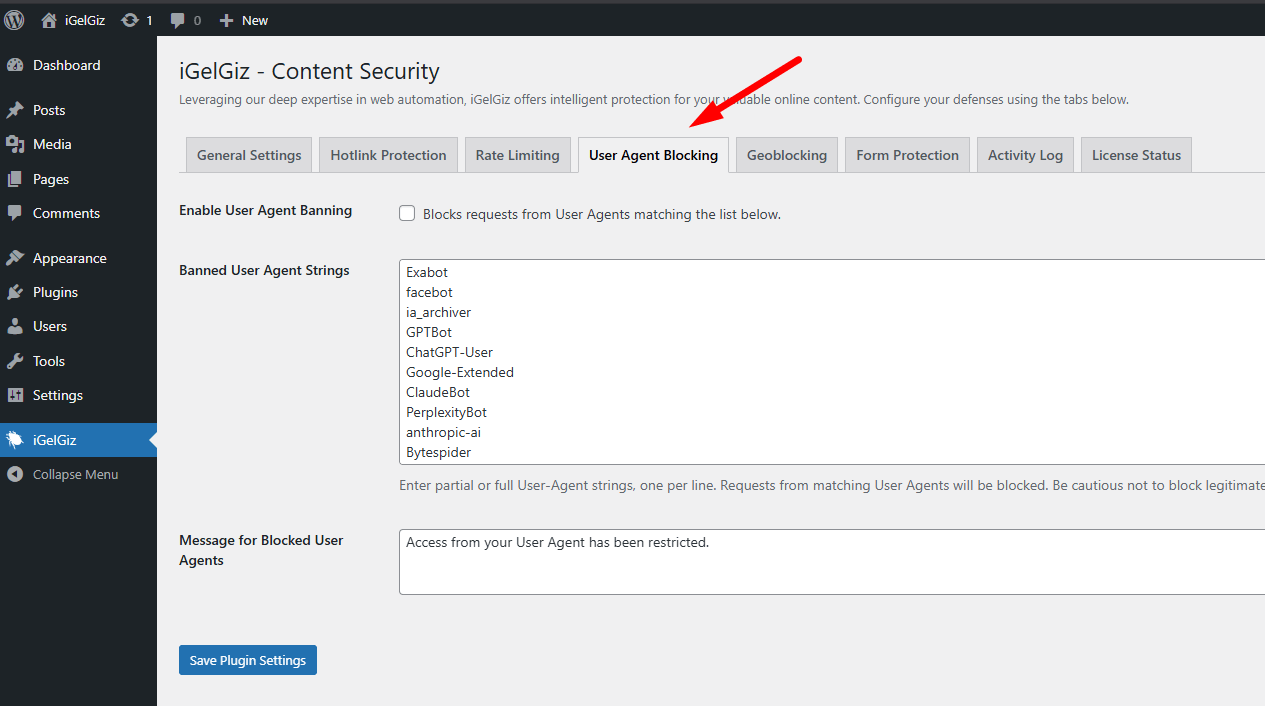 iGelGiz 1 0 New
Dashboard
Posts
Media
Pages
Comments
Appearance
Plugins
Users
Tools
Settings
iGelGiz
Collapse Menu
iGelGiz - Content Security
Leveraging our deep expertise in web automation, iGelGiz offers intelligent protection for your valuable online content. Configure your defenses using the tabs below.
General Settings Hotlink Protection Rate Limiting User Agent Blocking Geoblocking Form Protection Activity Log License Status
Enable User Agent Banning
Blocks requests from User Agents matching the list below.
Banned User Agent Strings
Exabot
facebot
ia_archiver
GPTBot
ChatGPT-User
Google-Extended
ClaudeBot
PerplexityBot
anthropic-ai
Bytespider
Enter partial or full User-Agent strings, one per line. Requests from matching User Agents will be blocked. Be cautious not to block legitimate
Message for Blocked User
Agents
Access from your User Agent has been restricted.
Save Plugin Settings